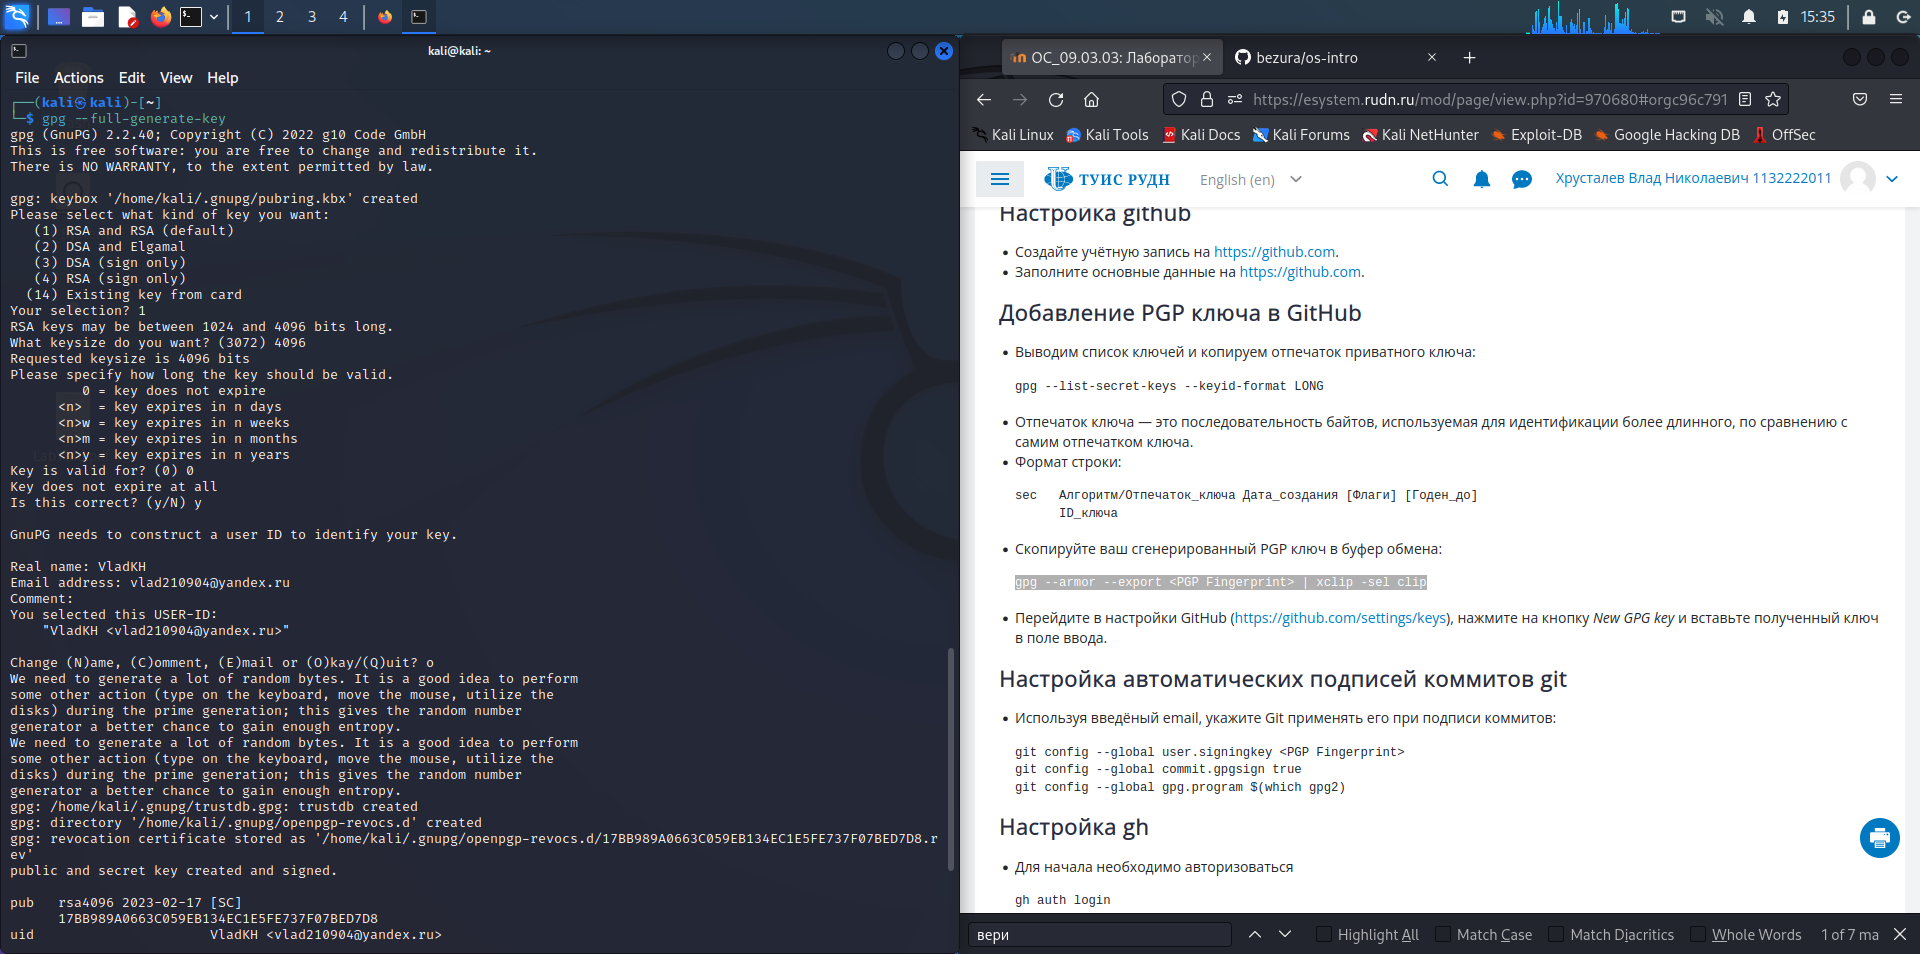 1 2 3 4
15:35
kali@kali: ~
File Actions Edit View Help
┌──(kali㉿kali)-[~]
└─$ gpg --full-generate-key
gpg (GnuPG) 2.2.40; Copyright (C) 2022 g10 Code GmbH
This is free software: you are free to change and redistribute it.
There is NO WARRANTY, to the extent permitted by law.
gpg: keybox '/home/kali/.gnupg/pubring.kbx' created
Please select what kind of key you want:
(1) RSA and RSA (default)
(2) DSA and Elgamal
(3) DSA (sign only)
(4) RSA (sign only)
(14) Existing key from card
Your selection? 1
RSA keys may be between 1024 and 4096 bits long.
What keysize do you want? (3072) 4096
Requested keysize is 4096 bits
Please specify how long the key should be valid.
0 = key does not expire
<n>  = key expires in n days
<n>w = key expires in n weeks
<n>m = key expires in n months
<n>y = key expires in n years
Key is valid for? (0) 0
Key does not expire at all
Is this correct? (y/N) y
GnuPG needs to construct a user ID to identify your key.
Real name: VladKH
Email address: vlad210904@yandex.ru
Comment:
You selected this USER-ID:
"VladKH <vlad210904@yandex.ru>"
Change (N)ame, (C)omment, (E)mail or (O)kay/(Q)uit? o
We need to generate a lot of random bytes. It is a good idea to perform
some other action (type on the keyboard, move the mouse, utilize the
disks) during the prime generation; this gives the random number
generator a better chance to gain enough entropy.
We need to generate a lot of random bytes. It is a good idea to perform
some other action (type on the keyboard, move the mouse, utilize the
disks) during the prime generation; this gives the random number
generator a better chance to gain enough entropy.
gpg: /home/kali/.gnupg/trustdb.gpg: trustdb created
gpg: directory '/home/kali/.gnupg/openpgp-revocs.d' created
gpg: revocation certificate stored as '/home/kali/.gnupg/openpgp-revocs.d/17BB989A0663C059EB134EC1E5FE737F07BED7D8.r
ev'
public and secret key created and signed.
pub   rsa4096 2023-02-17 [SC]
17BB989A0663C059EB134EC1E5FE737F07BED7D8
uid                      VladKH <vlad210904@yandex.ru>
ОС_09.03.03: Лаборатор
bezura/os-intro
https://esystem.rudn.ru/mod/page/view.php?id=970680#orgc96c791
Kali Linux Kali Tools Kali Docs Kali Forums Kali NetHunter Exploit-DB Google Hacking DB OffSec
ТУИС РУДН English (en) Хрусталев Влад Николаевич 1132222011
Настройка github
• Создайте учётную запись на https://github.com.
• Заполните основные данные на https://github.com.
Добавление PGP ключа в GitHub
• Выводим список ключей и копируем отпечаток приватного ключа:
gpg --list-secret-keys --keyid-format LONG
• Отпечаток ключа — это последовательность байтов, используемая для идентификации более длинного, по сравнению с
самим отпечатком ключа.
• Формат строки:
sec   Алгоритм/Отпечаток_ключа Дата_создания [Флаги] [Годен_до]
ID_ключа
• Скопируйте ваш сгенерированный PGP ключ в буфер обмена:
gpg --armor --export <PGP Fingerprint> | xclip -sel clip
• Перейдите в настройки GitHub (https://github.com/settings/keys), нажмите на кнопку New GPG key и вставьте полученный ключ
в поле ввода.
Настройка автоматических подписей коммитов git
• Используя введёный email, укажите Git применять его при подписи коммитов:
git config --global user.signingkey <PGP Fingerprint>
git config --global commit.gpgsign true
git config --global gpg.program $(which gpg2)
Настройка gh
• Для начала необходимо авторизоваться
gh auth login
вери Highlight All Match Case Match Diacritics Whole Words 1 of 7 ma